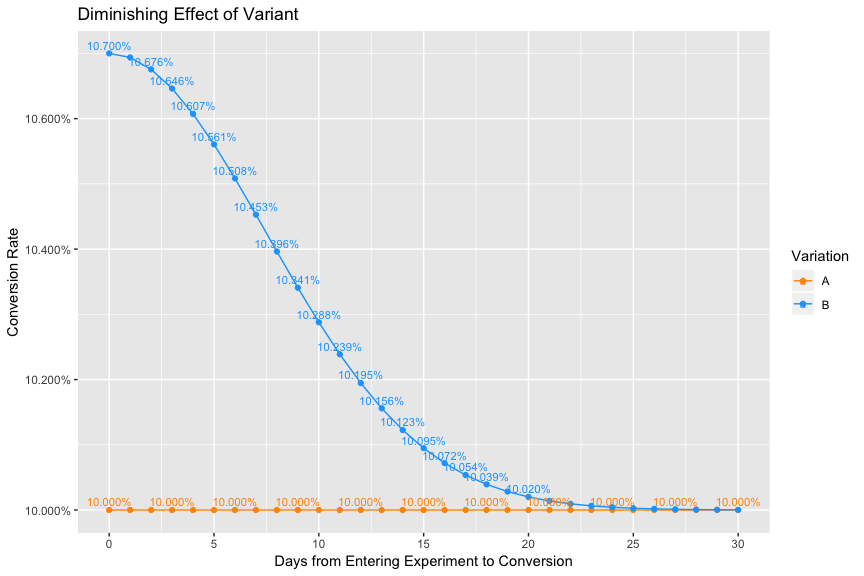 Diminishing Effect of Variant
10.700%
10.676%
10.646%
10.607%
10.561%
10.508%
10.453%
10.396%
10.341%
10.288%
10.239%
10.195%
10.156%
10.123%
10.095%
10.072%
10.054%
10.039%
10.020%
10.000% 10.000% 10.000% 10.000% 10.000% 10.000% 10.000% 10.000% 10.000% 10.000% 10.000%
10.600%
10.400%
10.200%
10.000%
Conversion Rate
0 5 10 15 20 25 30
Days from Entering Experiment to Conversion
Variation
A
B